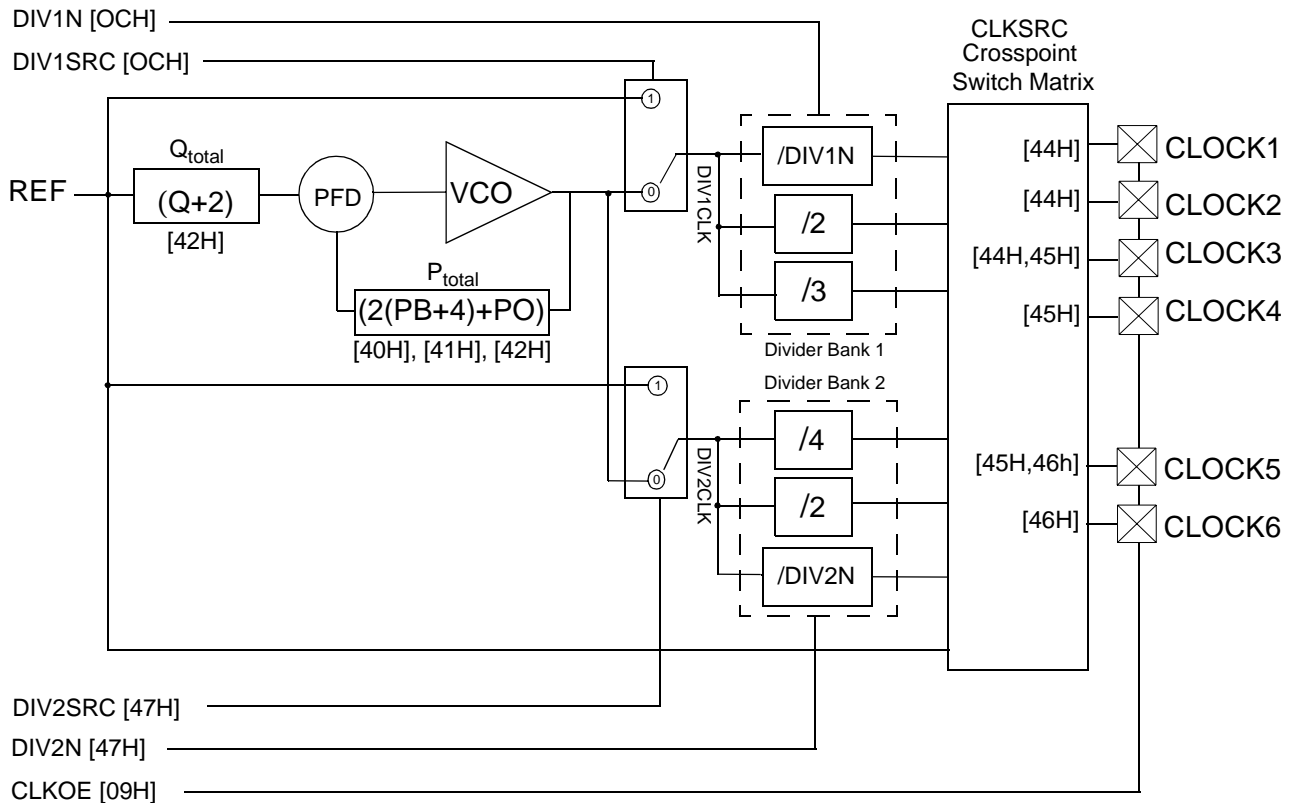 DIV1N [OCH]
DIV1SRC [OCH]
CLKSRC
Crosspoint
Switch Matrix
1
Qtotal
REF
(Q+2)
[42H]
PFD
VCO
0
DIV1CLK
/DIV1N
/2
/3
Divider Bank 1
Ptotal
(2(PB+4)+PO)
[40H], [41H], [42H]
[44H]
CLOCK1
[44H]
CLOCK2
[44H,45H]
CLOCK3
[45H]
CLOCK4
1
0
DIV2CLK
Divider Bank 2
/4
/2
/DIV2N
[45H,46h]
CLOCK5
[46H]
CLOCK6
DIV2SRC [47H]
DIV2N [47H]
CLKOE [09H]